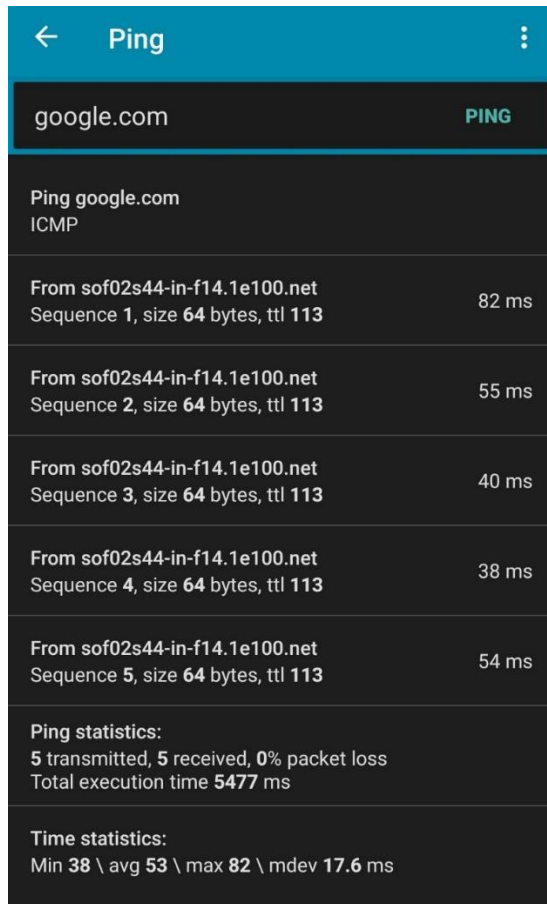 Ping
google.com
PING
Ping google.com
ICMP
From sof02s44-in-f14.1e100.net
Sequence 1, size 64 bytes, ttl 113
82 ms
From sof02s44-in-f14.1e100.net
Sequence 2, size 64 bytes, ttl 113
55 ms
From sof02s44-in-f14.1e100.net
Sequence 3, size 64 bytes, ttl 113
40 ms
From sof02s44-in-f14.1e100.net
Sequence 4, size 64 bytes, ttl 113
38 ms
From sof02s44-in-f14.1e100.net
Sequence 5, size 64 bytes, ttl 113
54 ms
Ping statistics:
5 transmitted, 5 received, 0% packet loss
Total execution time 5477 ms
Time statistics:
Min 38 \ avg 53 \ max 82 \ mdev 17.6 ms